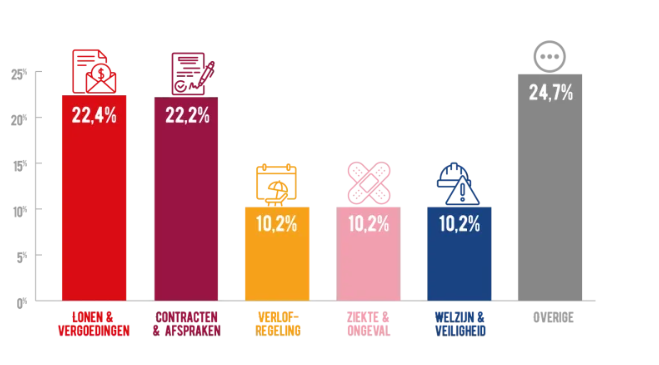 25%
20%
15%
10%
5%
0%
$
22,4%
22,2%
10,2%
10,2%
10,2%
24,7%
LONEN &
VERGOEDINGEN
CONTRACTEN
& AFSPRAKEN
VERLOF-
REGELING
ZIEKTE &
ONGEVAL
WELZIJN &
VEILIGHEID
OVERIGE